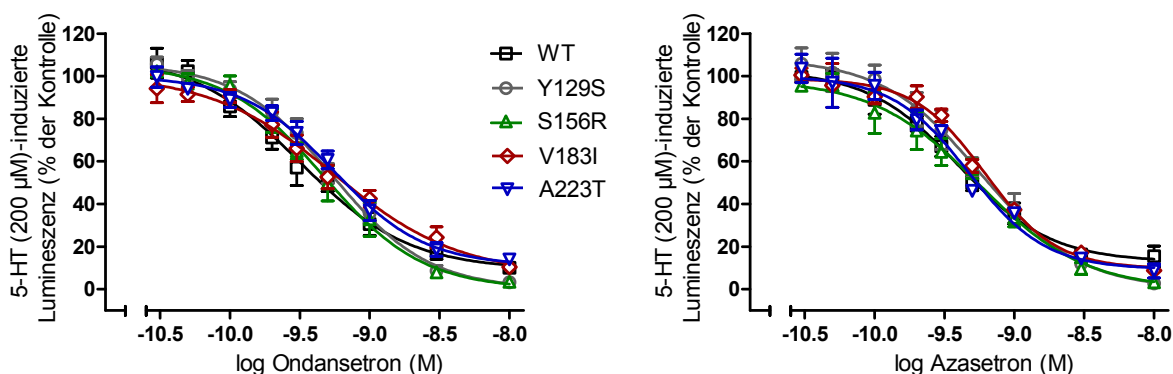 5-HT (200 µM)-induzierte
Lumineszenz (% der Kontrolle)
120
100
80
60
40
20
0
-10.5 -10.0 -9.5 -9.0 -8.5 -8.0
log Ondansetron (M)
WT
Y129S
S156R
V183I
A223T
5-HT (200 µM)-induzierte
Lumineszenz (% der Kontrolle)
120
100
80
60
40
20
0
-10.5 -10.0 -9.5 -9.0 -8.5 -8.0
log Azasetron (M)